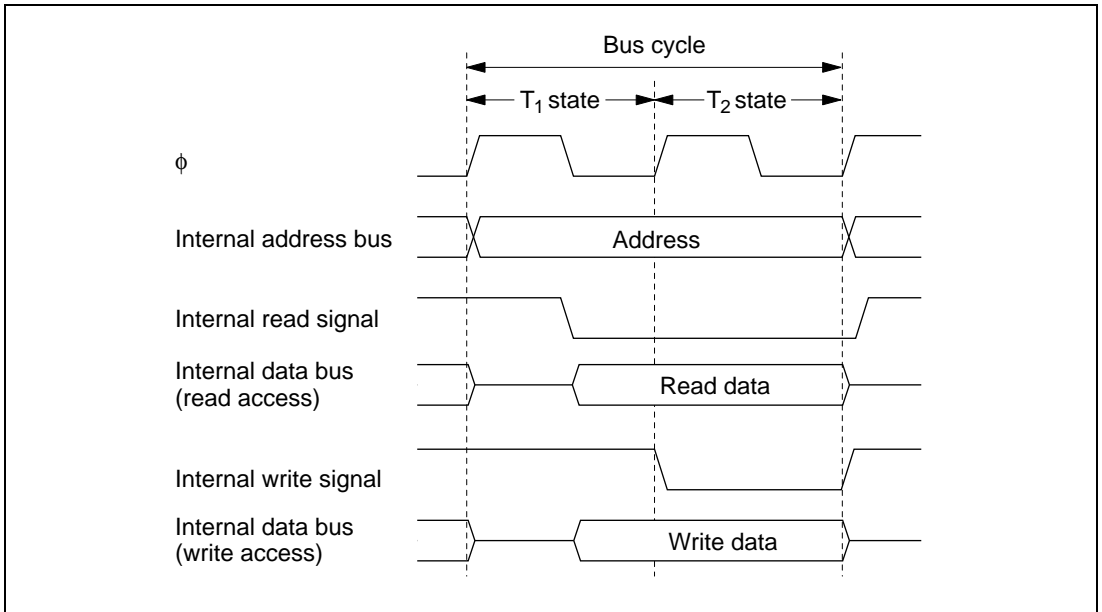 Bus cycle
T₁ state
T₂ state
ϕ
Internal address bus
Address
Internal read signal
Internal data bus
(read access)
Read data
Internal write signal
Internal data bus
(write access)
Write data